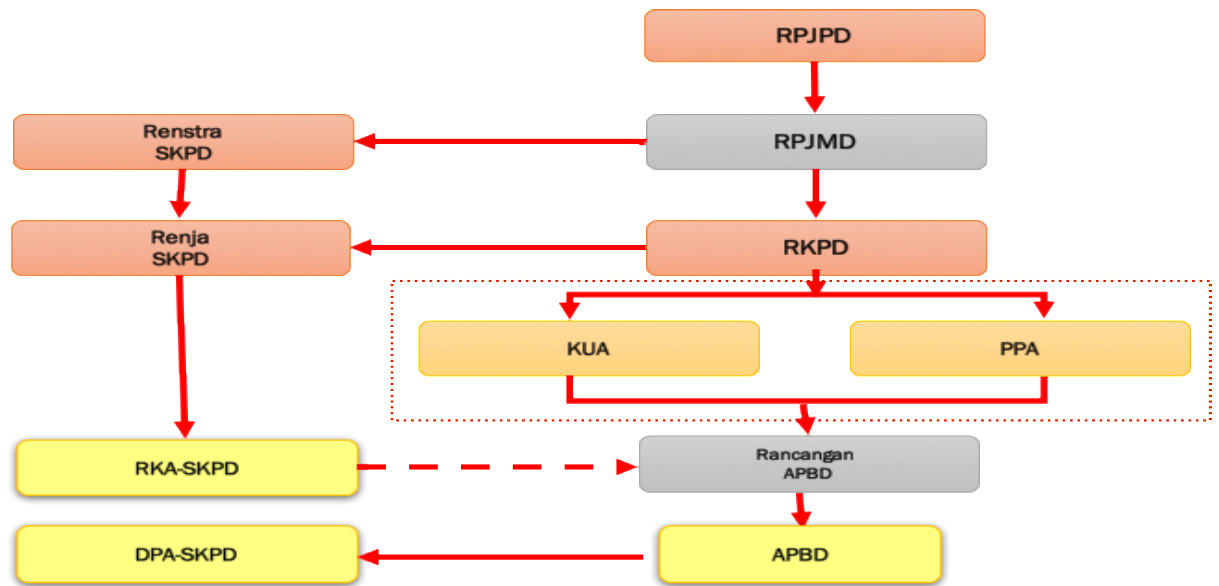 RPJPD
Renstra
SKPD
RPJMD
Renja
SKPD
RKPD
KUA
PPA
RKA-SKPD
Rancangan
APBD
DPA-SKPD
APBD